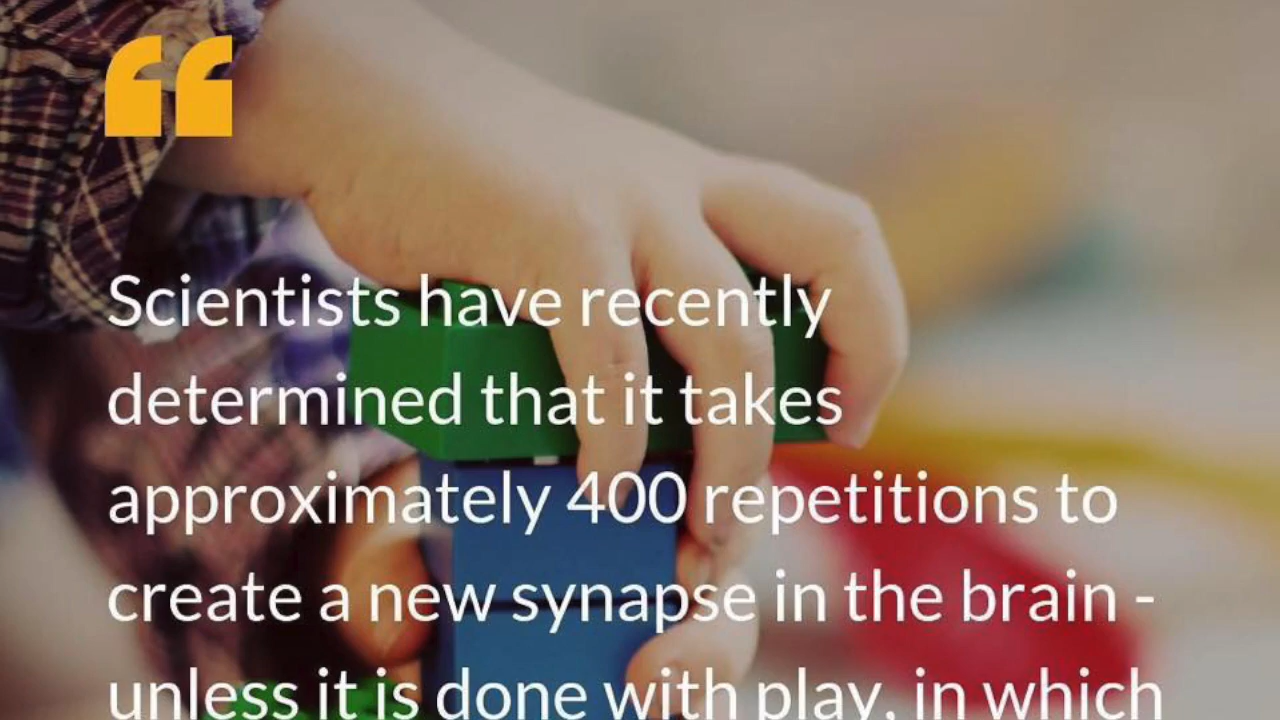 “
Scientists have recently
determined that it takes
approximately 400 repetitions to
create a new synapse in the brain -
unless it is done with play, in which